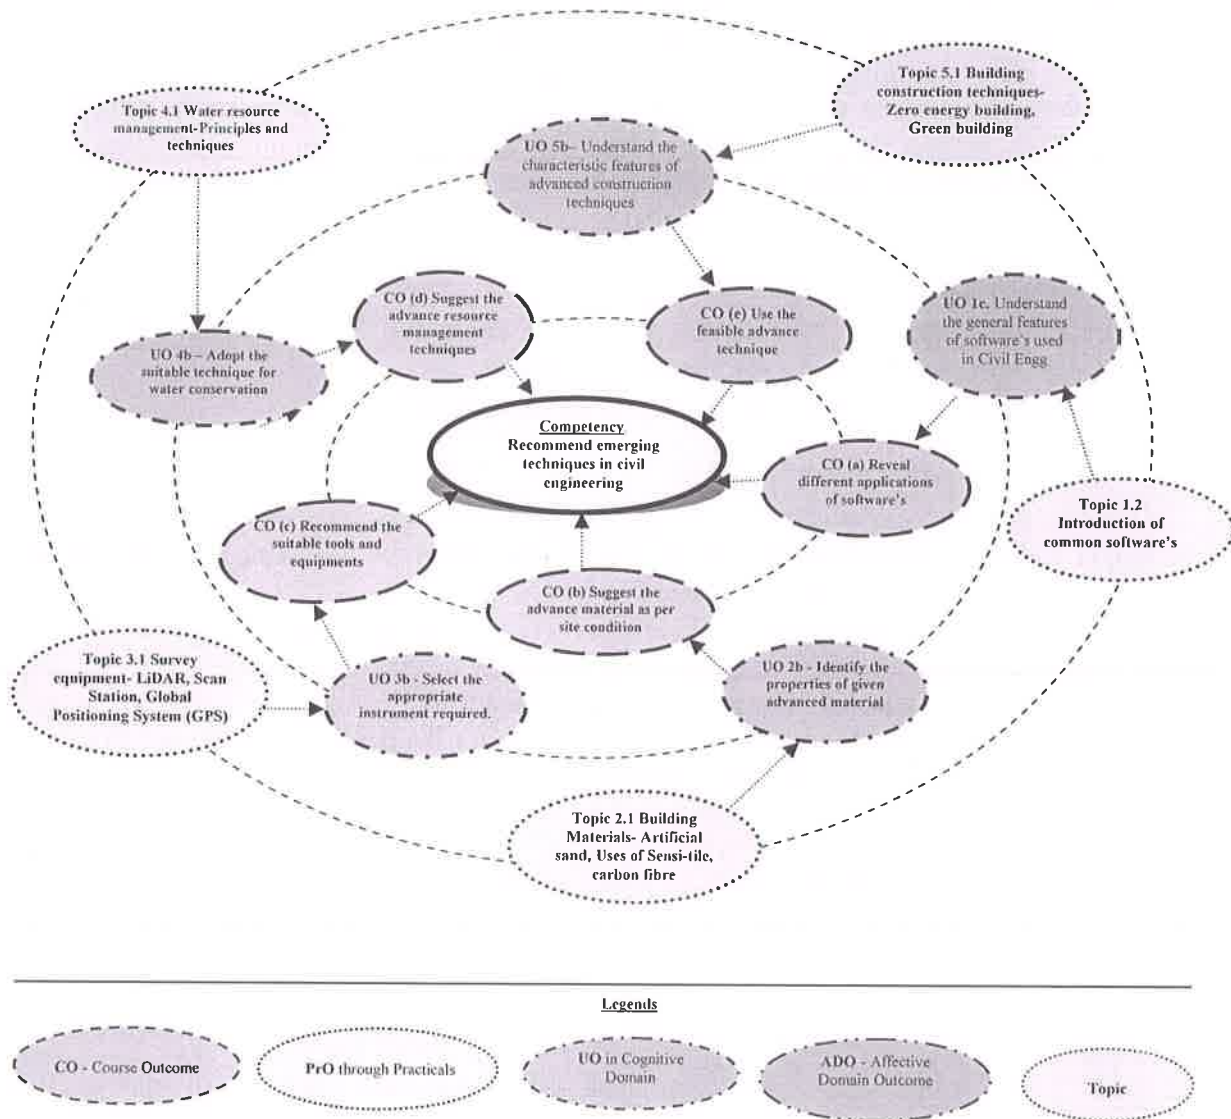 Topic 4.1 Water resource
management-Principles and
techniques
Topic 5.1 Building
construction techniques-
Zero energy building,
Green building
UO 5b– Understand the
characteristic features of
advanced construction
techniques
CO (d) Suggest the
advance resource
management
techniques
CO (e) Use the
feasible advance
technique
UO 1e. Understand
the general features
of software's used
in Civil Engg
UO 4b – Adopt the
suitable technique for
water conservation
Competency
Recommend emerging
techniques in civil
engineering
CO (a) Reveal
different applications
of software's
Topic 1.2
Introduction of
common software's
CO (c) Recommend the
suitable tools and
equipments
CO (b) Suggest the
advance material as per
site condition
Topic 3.1 Survey
equipment- LiDAR, Scan
Station, Global
Positioning System (GPS)
UO 3b - Select the
appropriate
instrument required.
UO 2b - Identify the
properties of given
advanced material
Topic 2.1 Building
Materials- Artificial
sand, Uses of Sensi-tile,
carbon fibre
Legends
CO - Course Outcome
PrO through Practicals
UO in Cognitive
Domain
ADO - Affective
Domain Outcome
Topic